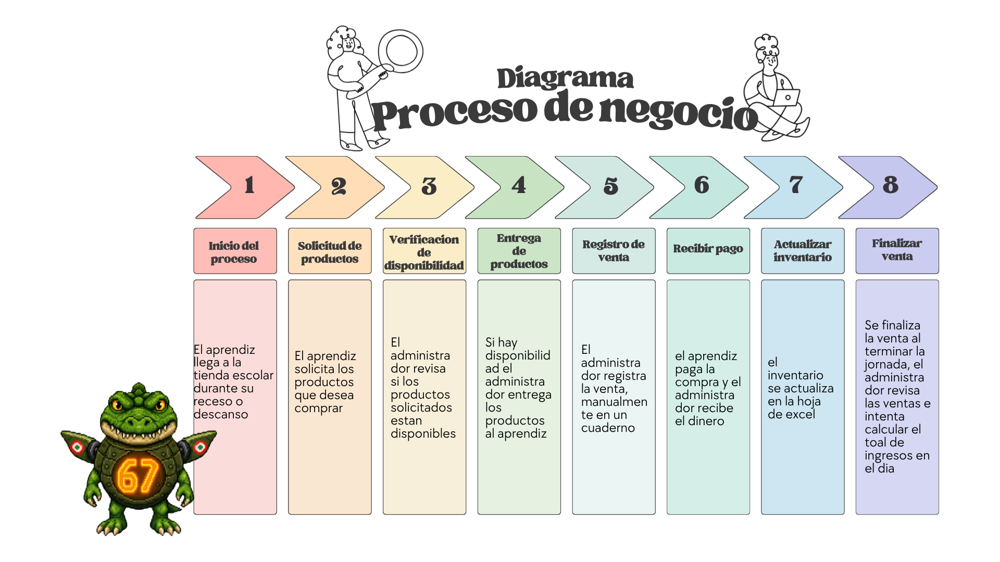 Diagrama
Proceso de negocio
1
2
3
4
5
6
7
8
Inicio del
proceso
Solicitud de
productos
Verificacion
de
disponibilidad
Entrega
de
productos
Registro de
venta
Recibir pago
Actualizar
inventario
Finalizar
venta
El aprendiz
llega a la
tienda escolar
durante su
receso o
descanso
El aprendiz
solicita los
productos
que desea
comprar
El
administra
dor revisa
si los
productos
solicitados
estan
disponibles
Si hay
disponibilid
ad el
administra
dor entrega
los
productos
al aprendiz
El
administra
dor registra
la venta,
manualmen
te en un
cuaderno
el aprendiz
paga la
compra y el
administra
dor recibe
el dinero
el
inventario
se actualiza
en la hoja
de excel
Se finaliza
la venta al
terminar la
jornada, el
administra
dor revisa
las ventas e
intenta
calcular el
toal de
ingresos en
el dia
67